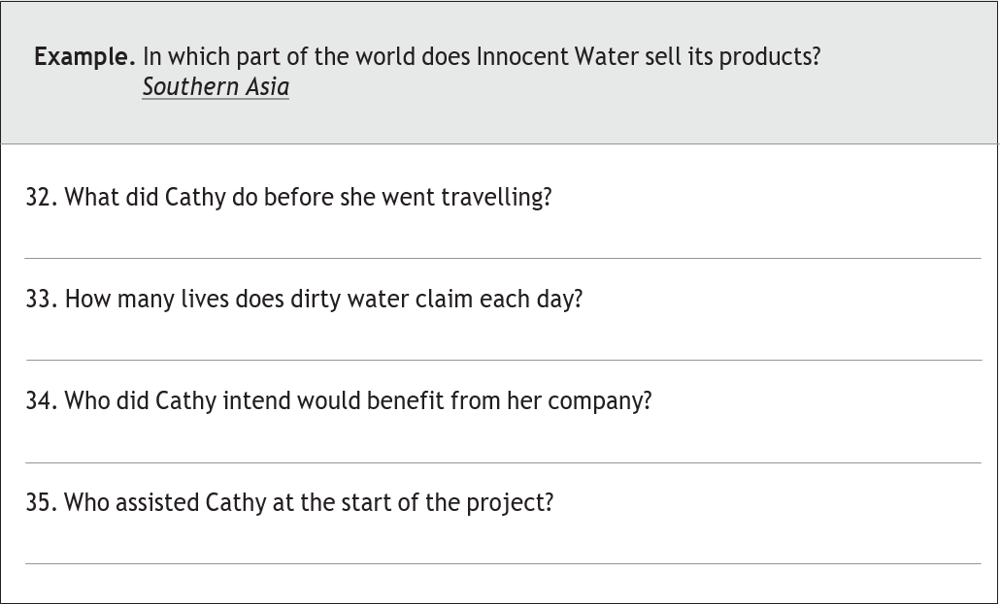 Example. In which part of the world does Innocent Water sell its products?
Southern Asia
32. What did Cathy do before she went travelling?
33. How many lives does dirty water claim each day?
34. Who did Cathy intend would benefit from her company?
35. Who assisted Cathy at the start of the project?